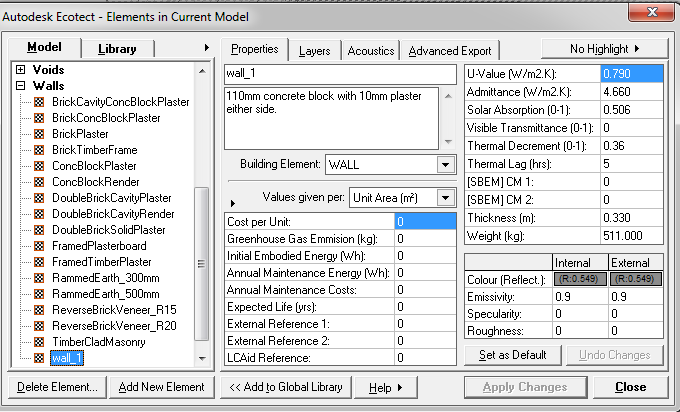 Autodesk Ecotect - Elements in Current Model
Model
Library
Voids
Walls
BrickCavityConcBlockPlaster
BrickConcBlockPlaster
BrickPlaster
BrickTimberFrame
ConcBlockPlaster
ConcBlockRender
DoubleBrickCavityPlaster
DoubleBrickCavityRender
DoubleBrickSolidPlaster
FramedPlasterboard
FramedTimberPlaster
RammedEarth_300mm
RammedEarth_500mm
ReverseBrickVeneer_R15
ReverseBrickVeneer_R20
TimberCladMasonry
wall_1
Delete Element...
Add New Element
Properties
Layers
Acoustics
Advanced Export
No Highlight
wall_1
110mm concrete block with 10mm plaster
either side.
Building Element: WALL
Values given per: Unit Area (m²)
Cost per Unit: 0
Greenhouse Gas Emmision (kg): 0
Initial Embodied Energy (Wh): 0
Annual Maintenance Energy (Wh): 0
Annual Maintenance Costs: 0
Expected Life (yrs): 0
External Reference 1: 0
External Reference 2: 0
LCAid Reference: 0
U-Value (W/m2.K): 0.790
Admittance (W/m2.K): 4.660
Solar Absorption (0-1): 0.506
Visible Transmittance (0-1): 0
Thermal Decrement (0-1): 0.36
Thermal Lag (hrs): 5
[SBEM] CM 1: 0
[SBEM] CM 2: 0
Thickness (m): 0.330
Weight (kg): 511.000
Internal External
Colour (Reflect.): (R:0.549) (R:0.549)
Emissivity: 0.9 0.9
Specularity: 0 0
Roughness: 0 0
Set as Default
Undo Changes
<< Add to Global Library
Help
Apply Changes
Close